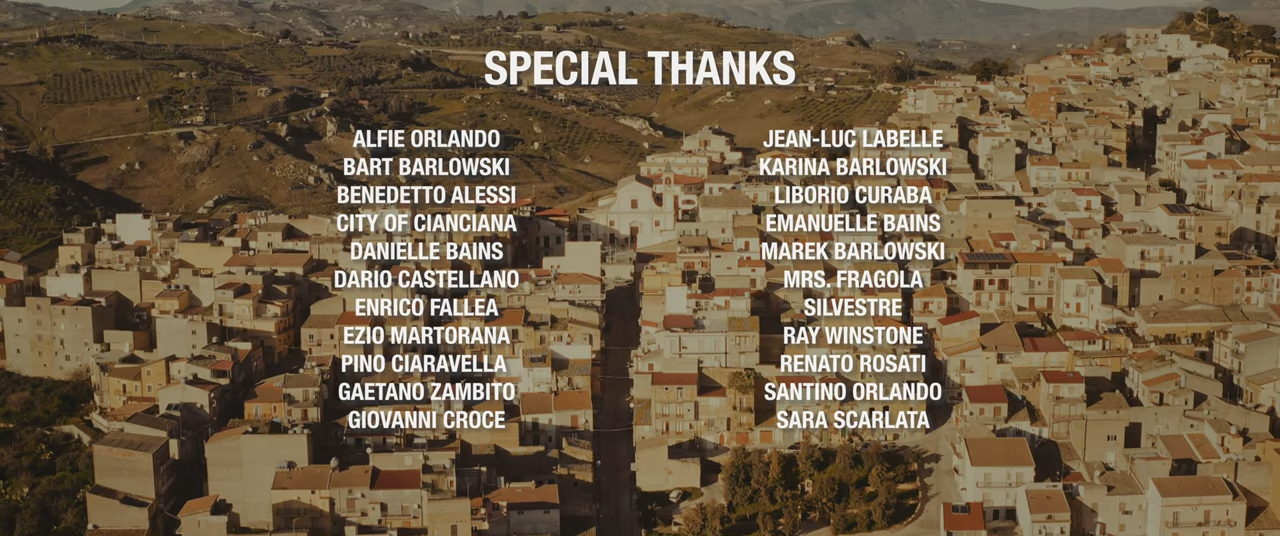 SPECIAL THANKS
ALFIE ORLANDO
BART BARLOWSKI
BENEDETTO ALESSI
CITY OF CIANCIANA
DANIELLE BAINS
DARIO CASTELLANO
ENRICO FALLEA
EZIO MARTORANA
PINO CIARAVELLA
GAETANO ZAMBITO
GIOVANNI CROCE
JEAN-LUC LABELLE
KARINA BARLOWSKI
LIBORIO CURABA
EMANUELLE BAINS
MAREK BARLOWSKI
MRS. FRAGOLA
SILVESTRE
RAY WINSTONE
RENATO ROSATI
SANTINO ORLANDO
SARA SCARLATA